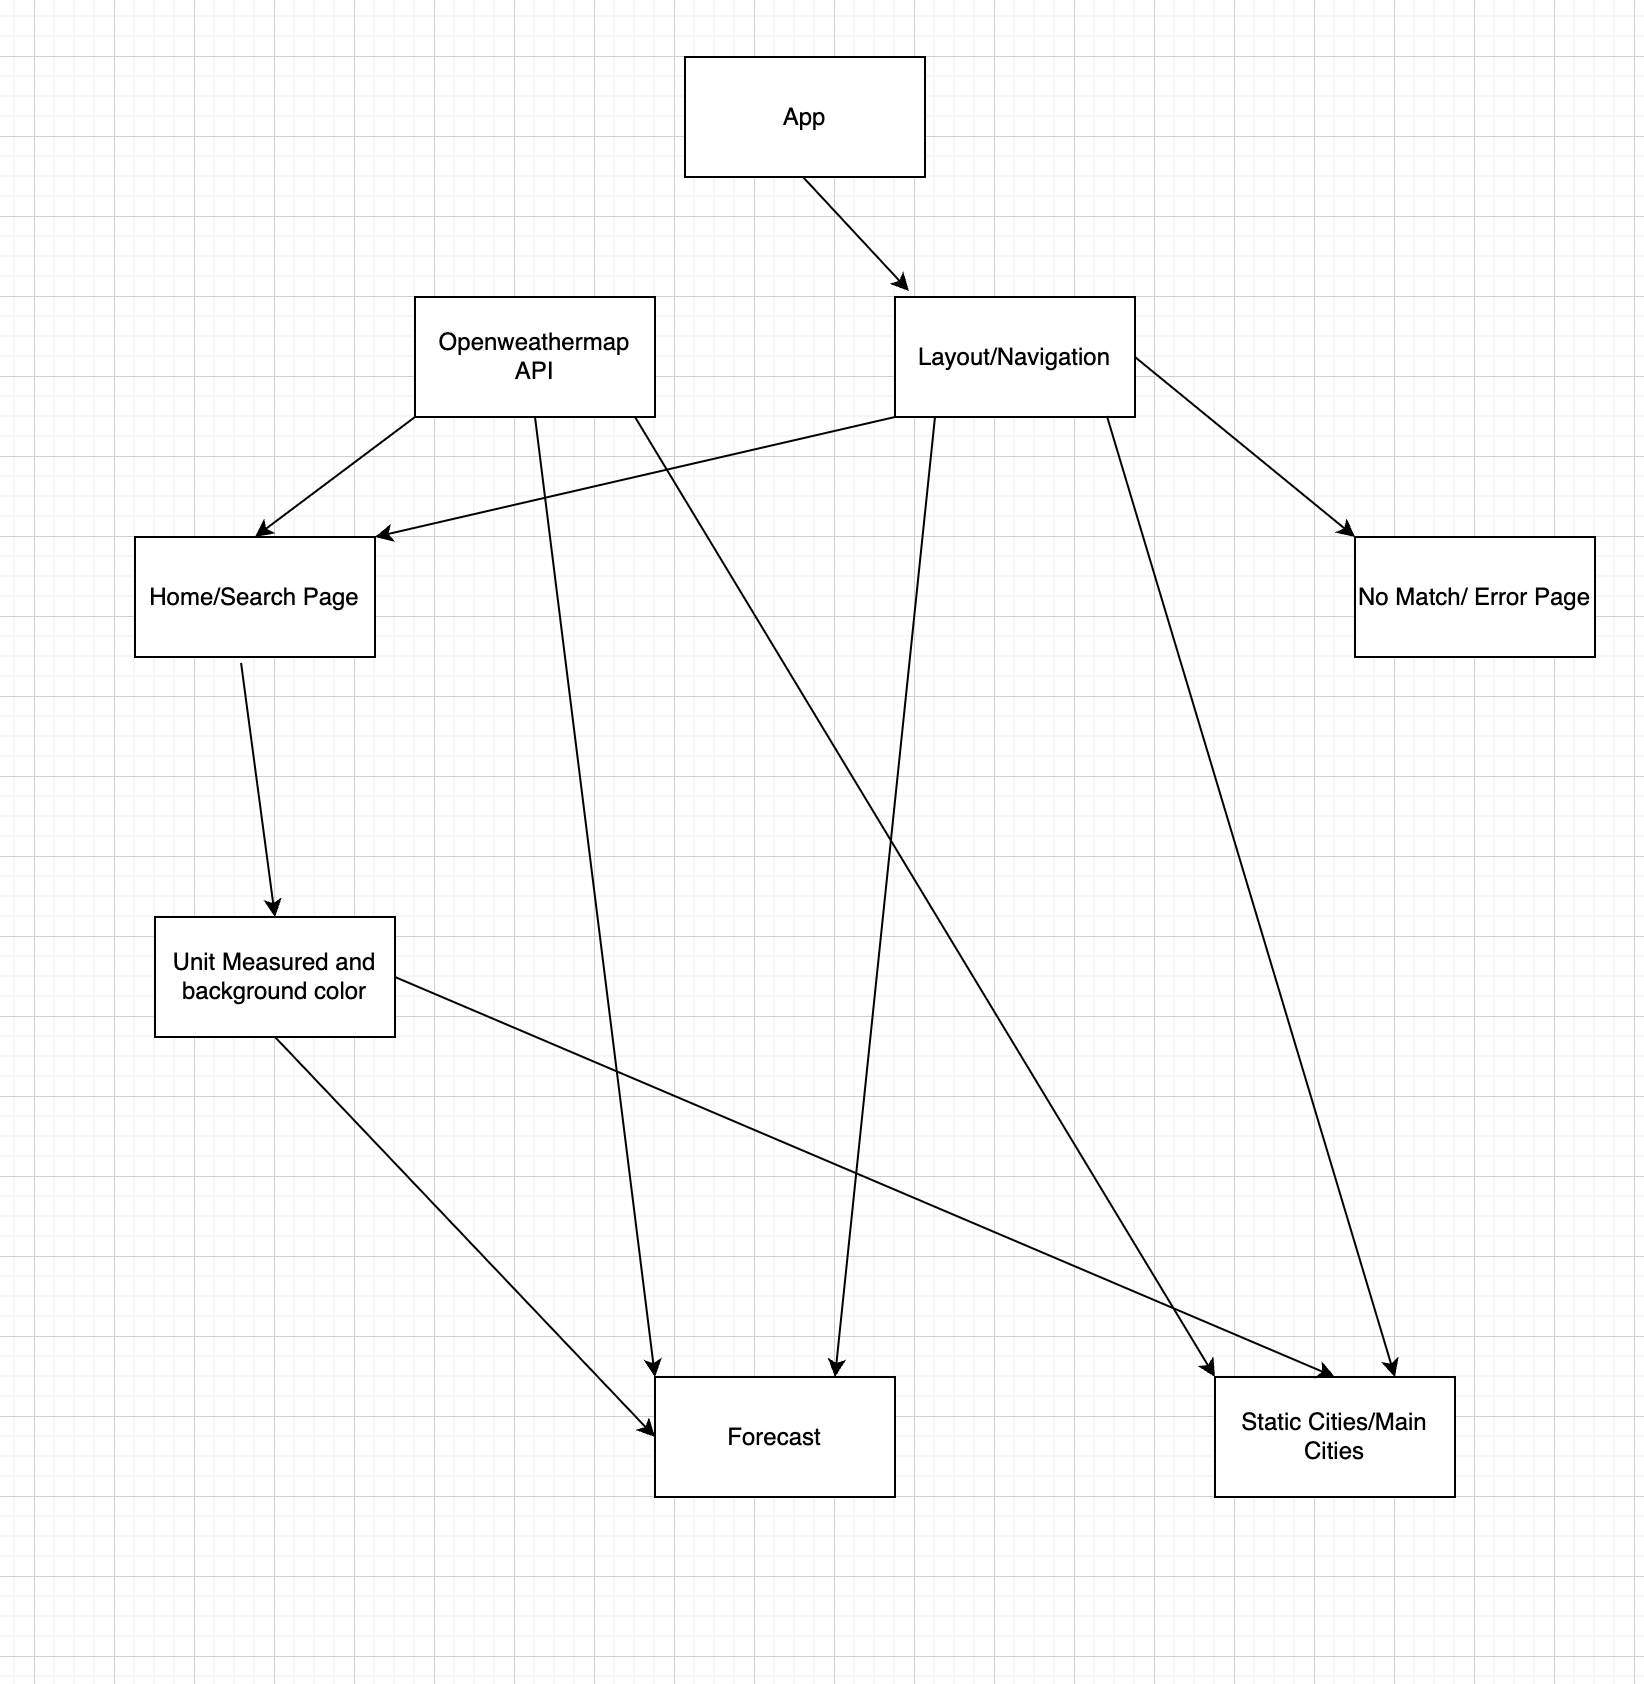 App
Openweathermap
API
Layout/Navigation
Home/Search Page
No Match/ Error Page
Unit Measured and
background color
Forecast
Static Cities/Main
Cities